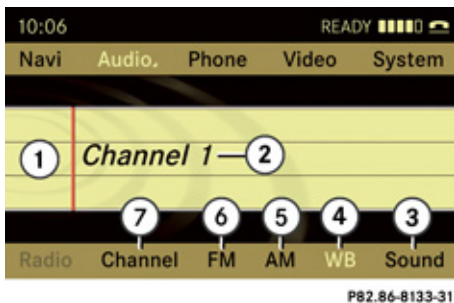 10:06 READY
Navi Audio. Phone Video System
1 Channel 1 2
7 6 5 4 3
Radio Channel FM AM WB Sound
P82.86-8133-31